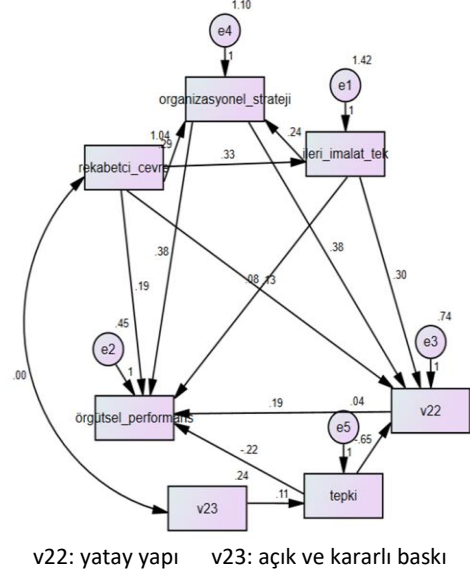 1.10
e4
1
1.42
e1
1
organizasyonel_strateji
1.04
.29
.24
ileri_imalat_tek
rekabetci_cevre
.33
.38
.38
.19
.08
.13
.30
.45
e2
1
.74
e3
1
.00
örgütsel_performans
.19
.04
v22
e5
1
-.65
-.22
.24
.11
v23
tepki
v22: yatay yapı v23: açık ve kararlı baskı